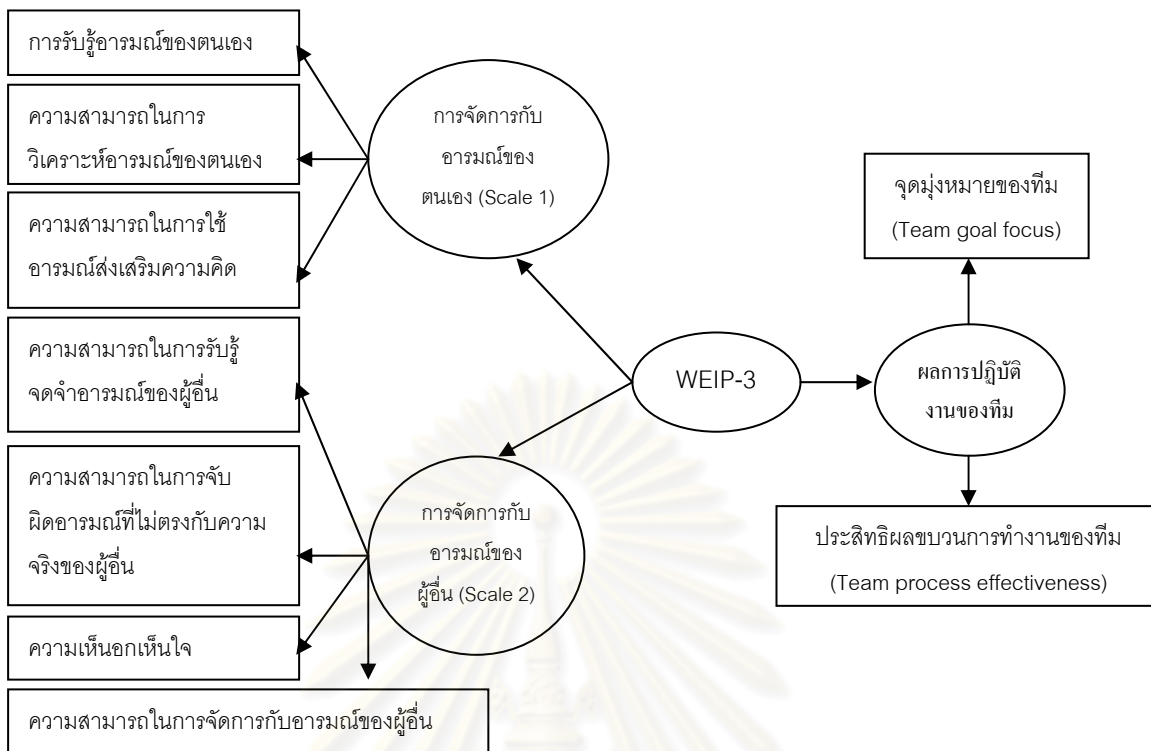 การรับรู้อารมณ์ของตนเอง
ความสามารถในการ
วิเคราะห์อารมณ์ของตนเอง
ความสามารถในการใช้
อารมณ์ส่งเสริมความคิด
ความสามารถในการรับรู้
จดจำอารมณ์ของผู้อื่น
ความสามารถในการจับ
ผิดอารมณ์ที่ไม่ตรงกับความ
จริงของผู้อื่น
ความเห็นอกเห็นใจ
ความสามารถในการจัดการกับอารมณ์ของผู้อื่น
การจัดการกับ
อารมณ์ของ
ตนเอง (Scale 1)
การจัดการกับ
อารมณ์ของ
ผู้อื่น (Scale 2)
WEIP-3
จุดมุ่งหมายของทีม
(Team goal focus)
ผลการปฏิบัติ
งานของทีม
ประสิทธิผลขบวนการทำงานของทีม
(Team process effectiveness)